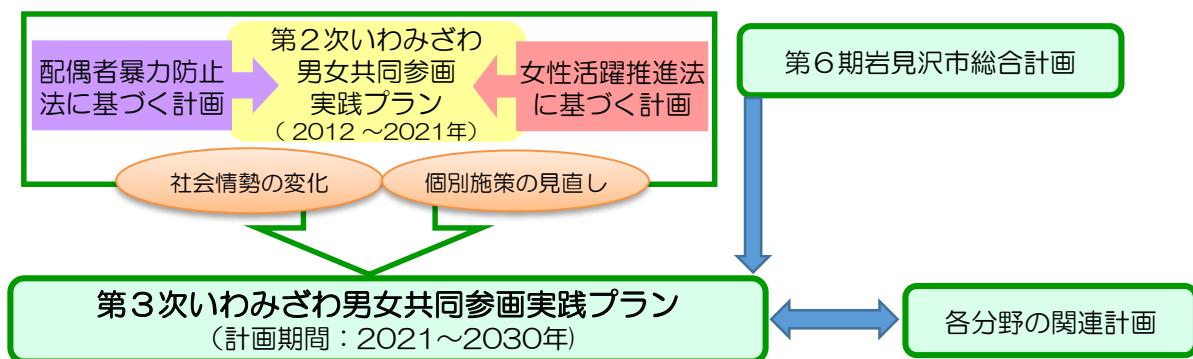 配偶者暴力防止
法に基づく計画
第２次いわみざわ
男女共同参画
実践プラン
（2012～2021年）
女性活躍推進法
に基づく計画
第６期岩見沢市総合計画
社会情勢の変化
個別施策の見直し
第３次いわみざわ男女共同参画実践プラン
（計画期間：2021～2030年)
各分野の関連計画